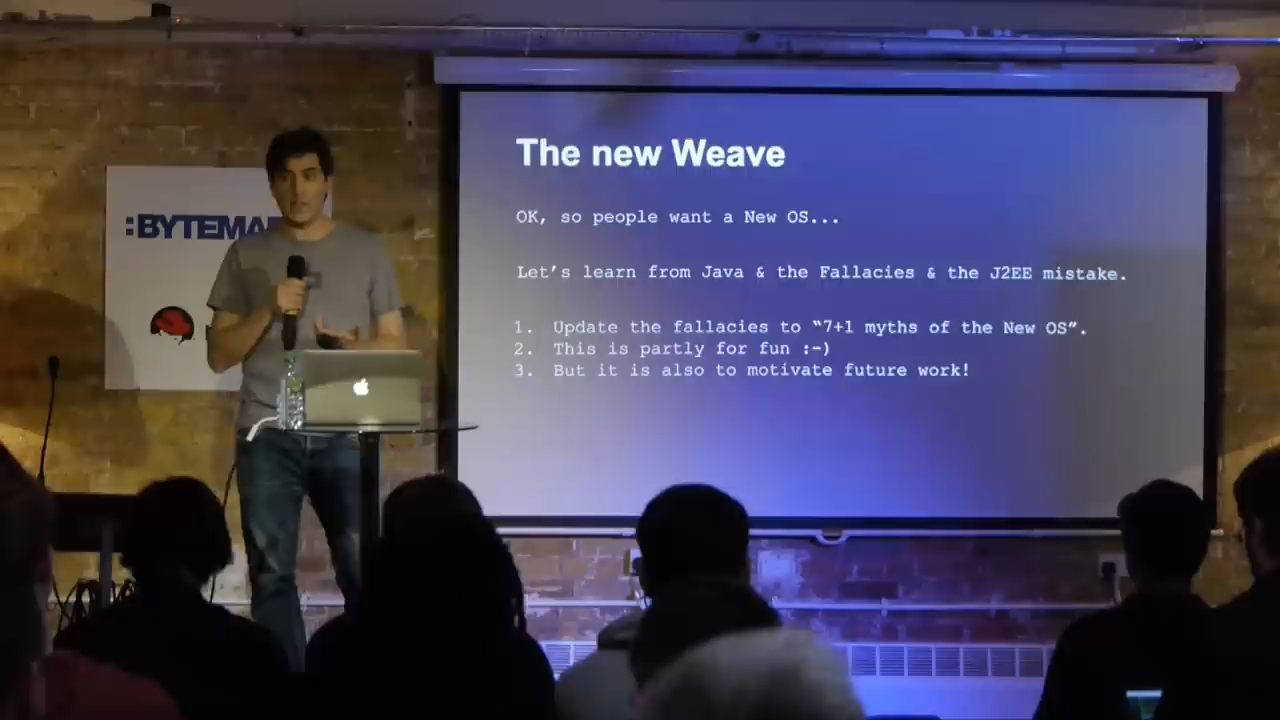 :BYTEMA
The new Weave
OK, so people want a New OS...
Let's learn from Java & the Fallacies & the J2EE mistake.
1. Update the fallacies to “7+1 myths of the New OS”.
2. This is partly for fun :-)
3. But it is also to motivate future work!